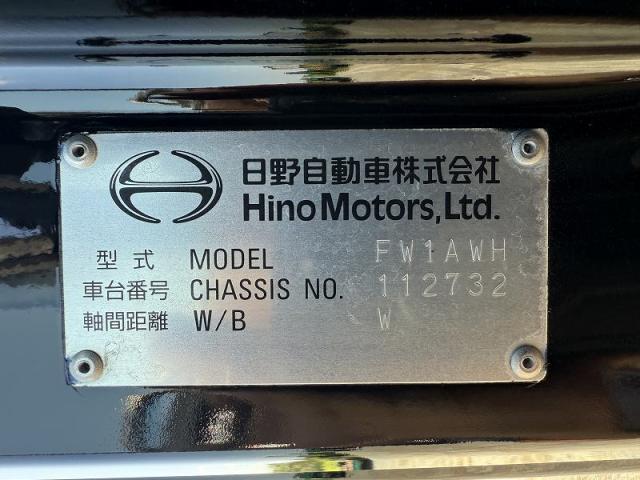 日野自動車株式会社
Hino Motors, Ltd.
型式 MODEL FW1AWH
車台番号 CHASSIS NO. 112732
軸間距離 W/B W